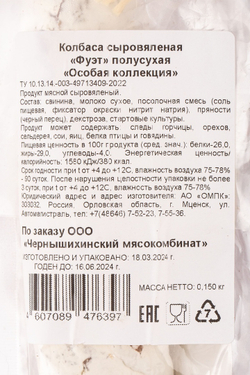 Колбаса сыровяленая
«Фуэт» полусухая
«Особая коллекция»
ТУ 10.13.14-003-49713409-2022
Продукт мясной сыровяленый.
Состав: свинина, молоко сухое, посолочная смесь (соль
пищевая, фиксатор окраски нитрит натрия), пряности
(черный перец), декстроза, стартовые культуры.
Продукт может содержать следы горчицы, орехов,
сельдерея, сои, яиц, белка птицы и говядины.
Пищевая ценность в 100г продукта (сред. знач.): белки-26,0,
жиры-29,0, углеводы-4,0. Энергетическая ценность
калорийность: 1580 кДж/380 ккал.
Срок годности при t от +4 до +12С, влажность воздуха 75-78%
- 90 суток. После нарушения целостности упаковки не более
3 суток, при t от +4 до +12С, влажность воздуха 75-78%
Юридический адрес и адрес изготовителя: АО «ОМПК»
303032, Россия, Орловская область, г. Мценск, ул.
Автомагистраль, тел: +7(48646) 7-52-23, 7-55-36.
По заказу ООО
«Чернышихинский мясокомбинат»
ИЗГОТОВЛЕНО И УПАКОВАНО: 18.03.2024 г.
ГОДЕН ДО: 16.06.2024 г.
МАССА НЕТТО: 0,150 кг
4 607089 476397
EAC
7